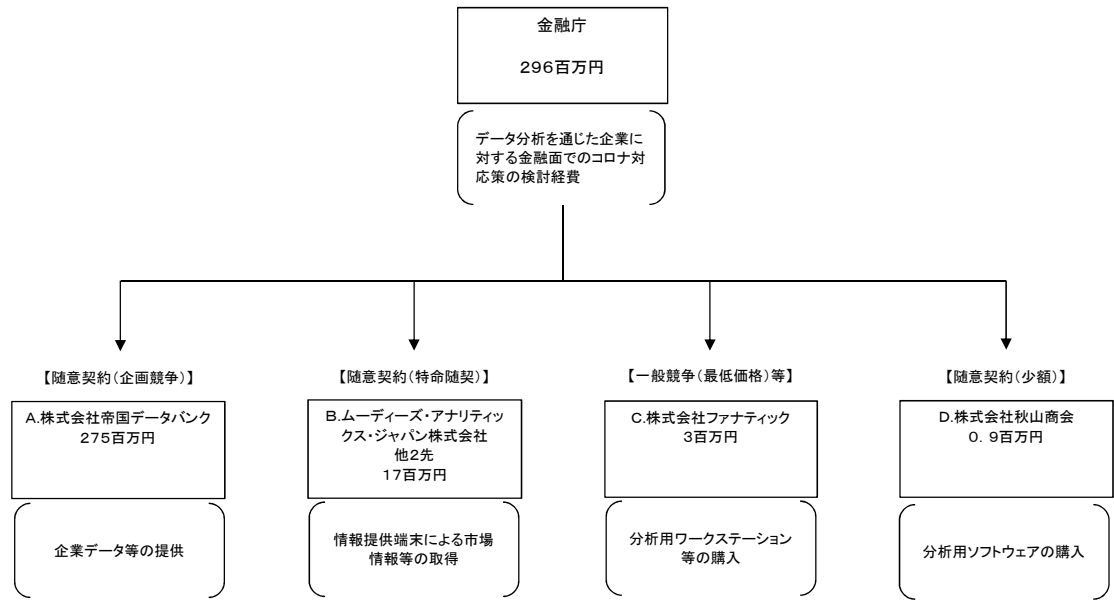 金融庁
296百万円
データ分析を通じた企業に
対する金融面でのコロナ対
応策の検討経費
【随意契約(企画競争)】
A.株式会社帝国データバンク
275百万円
企業データ等の提供
【随意契約(特命随契)】
B.ムーディーズ・アナリティッ
クス・ジャパン株式会社
他2先
17百万円
情報提供端末による市場
情報等の取得
【一般競争(最低価格)等】
C.株式会社ファナティック
3百万円
分析用ワークステーション
等の購入
【随意契約(少額)】
D.株式会社秋山商会
0.9百万円
分析用ソフトウェアの購入